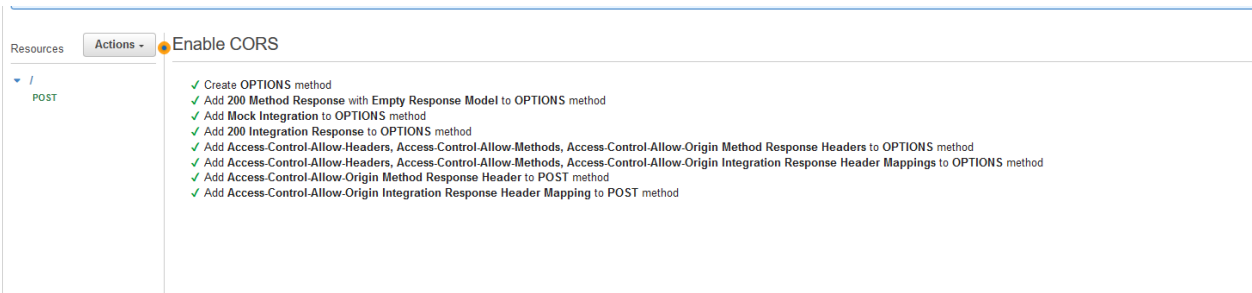 Resources
Actions
Enable CORS
/
POST
✓ Create OPTIONS method
✓ Add 200 Method Response with Empty Response Model to OPTIONS method
✓ Add Mock Integration to OPTIONS method
✓ Add 200 Integration Response to OPTIONS method
✓ Add Access-Control-Allow-Headers, Access-Control-Allow-Methods, Access-Control-Allow-Origin Method Response Headers to OPTIONS method
✓ Add Access-Control-Allow-Headers, Access-Control-Allow-Methods, Access-Control-Allow-Origin Integration Response Header Mappings to OPTIONS method
✓ Add Access-Control-Allow-Origin Method Response Header to POST method
✓ Add Access-Control-Allow-Origin Integration Response Header Mapping to POST method